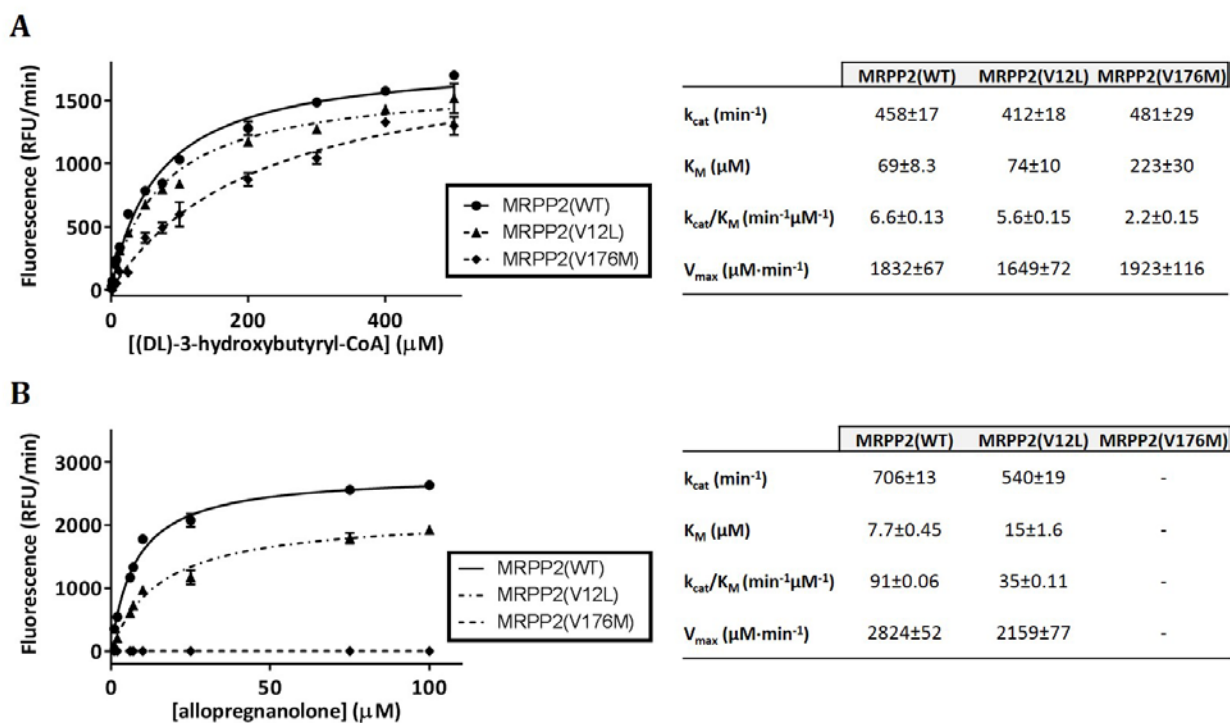 A
Fluorescence (RFU/min)
1500
1000
500
0
0
200
400
[(DL)-3-hydroxybutyryl-CoA] (μM)
MRPP2(WT)
MRPP2(V12L)
MRPP2(V176M)
MRPP2(WT) MRPP2(V12L) MRPP2(V176M)
kcat (min⁻¹) 458±17 412±18 481±29
KM (μM) 69±8.3 74±10 223±30
kcat/KM (min⁻¹μM⁻¹) 6.6±0.13 5.6±0.15 2.2±0.15
Vmax (μM·min⁻¹) 1832±67 1649±72 1923±116
B
Fluorescence (RFU/min)
3000
2000
1000
0
0
50
100
[allopregnanolone] (μM)
MRPP2(WT)
MRPP2(V12L)
MRPP2(V176M)
MRPP2(WT) MRPP2(V12L) MRPP2(V176M)
kcat (min⁻¹) 706±13 540±19 -
KM (μM) 7.7±0.45 15±1.6 -
kcat/KM (min⁻¹μM⁻¹) 91±0.06 35±0.11 -
Vmax (μM·min⁻¹) 2824±52 2159±77 -